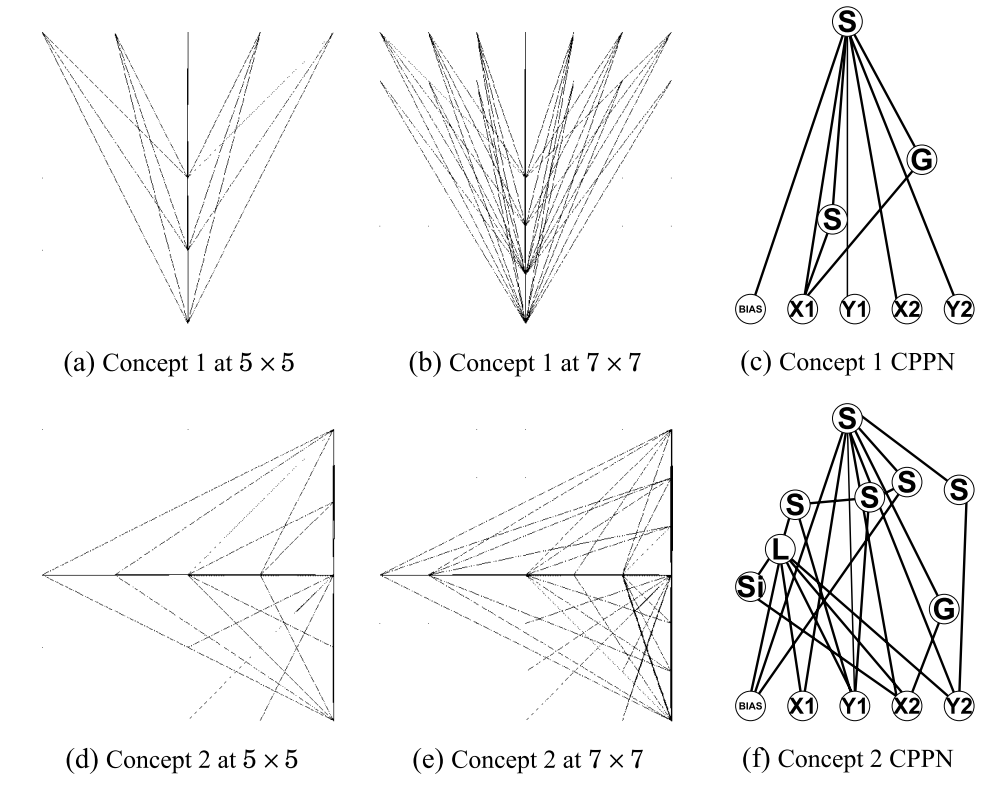 S
G
S
BIAS X1 Y1 X2 Y2
(a) Concept 1 at 5 × 5
(b) Concept 1 at 7 × 7
(c) Concept 1 CPPN
S
S
S
S
S
L
Si
G
BIAS X1 Y1 X2 Y2
(d) Concept 2 at 5 × 5
(e) Concept 2 at 7 × 7
(f) Concept 2 CPPN